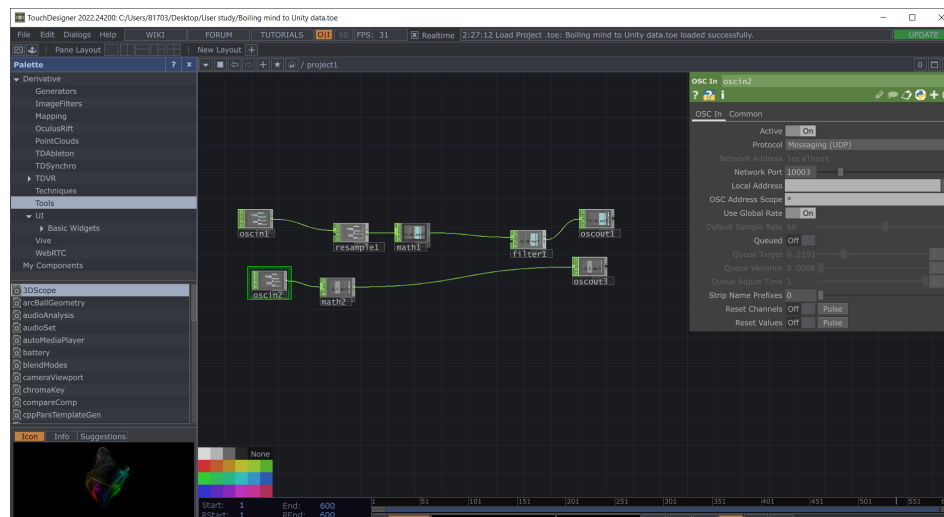 TouchDesigner 2022.24200: C:/Users/81703/Desktop/User study/Boiling mind to Unity data.toe
File Edit Dialogs Help WIKI FORUM TUTORIALS O|I 60 FPS: 31 Realtime 2:27:12 Load Project .toe: Boiling mind to Unity data.toe loaded successfully. UPDATE
Pane Layout New Layout +
Palette ? x / project1 0
Derivative
Generators
ImageFilters
Mapping
OculusRift
PointClouds
TDAbleton
TDSynchro
TDVR
Techniques
Tools
UI
Basic Widgets
Vive
WebRTC
My Components
3DScope
arcBallGeometry
audioAnalysis
audioSet
autoMediaPlayer
battery
blendModes
cameraViewport
chromaKey
compareComp
cppParsTemplateGen
Icon Info Suggestions
oscin1
resample1
math1
filter1
oscout1
oscin2
math2
oscout3
OSC In oscin2
? i
OSC In Common
Active On
Protocol Messaging (UDP)
Network Address localhost
Network Port 10003
Local Address
OSC Address Scope *
Use Global Rate On
Default Sample Rate 60
Queued Off
Queue Target 0.2191
Queue Variance 0.0006
Queue Adjust Time 1
Strip Name Prefixes 0
Reset Channels Off Pulse
Reset Values Off Pulse
None
Start: 1 End: 600
RStart: 1 REnd: 600
1 51 101 151 201 251 301 351 401 451 501 551